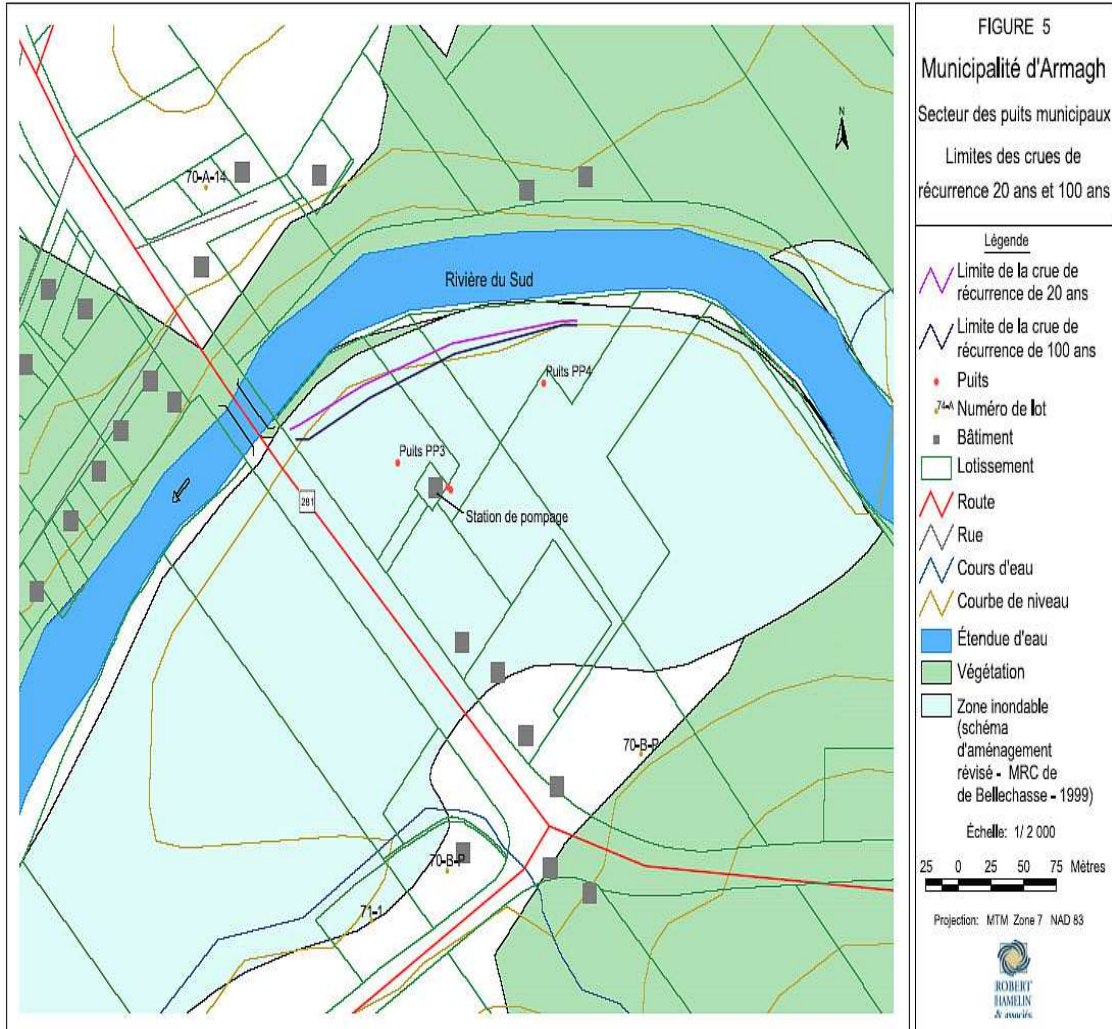 70-A-14
Rivière du Sud
Puits PP4
Puits PP3
281
Station de pompage
70-B-P
70-B-P
71-1
N
FIGURE 5
Municipalité d'Armagh
Secteur des puits municipaux
Limites des crues de
récurrence 20 ans et 100 ans
Légende
Limite de la crue de
récurrence de 20 ans
Limite de la crue de
récurrence de 100 ans
Puits
74-A Numéro de lot
Bâtiment
Lotissement
Route
Rue
Cours d'eau
Courbe de niveau
Étendue d'eau
Végétation
Zone inondable
(schéma
d'aménagement
révisé - MRC de
de Bellechasse - 1999)
Échelle: 1/ 2 000
25 0 25 50 75 Mètres
Projection: MTM Zone 7 NAD 83
ROBERT
HAMELIN
& associés